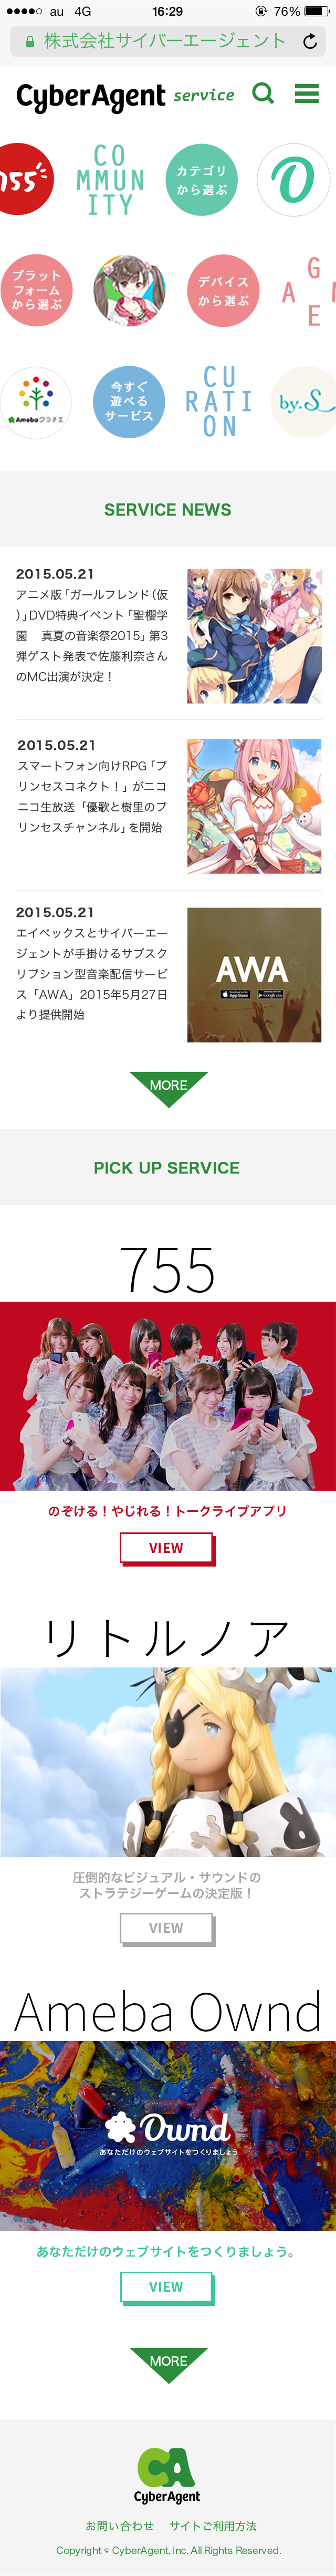 au 4G 16:29 76%
株式会社サイバーエージェント
CyberAgent service
755
CO
MMUN
ITY
カテゴリ
から選ぶ
プラット
フォーム
から選ぶ
デバイス
から選ぶ
G
A M
E
Amebaクラチエ
今すぐ
遊べる
サービス
CU
RATI
ON
by.S
SERVICE NEWS
2015.05.21
アニメ版「ガールフレンド（仮
）」DVD特典イベント「聖櫻学
園　真夏の音楽祭2015」第3
弾ゲスト発表で佐藤利奈さん
のMC出演が決定！
2015.05.21
スマートフォン向けRPG「プ
リンセスコネクト！」がニコ
ニコ生放送「優歌と樹里のプ
リンセスチャンネル」を開始
2015.05.21
エイベックスとサイバーエー
ジェントが手掛けるサブスク
リプション型音楽配信サービ
ス「AWA」2015年5月27日
より提供開始
AWA
App Store
Google play
MORE
PICK UP SERVICE
755
のぞける！やじれる！トークライブアプリ
VIEW
リトルノア
圧倒的なビジュアル・サウンドの
ストラテジーゲームの決定版！
VIEW
Ameba Ownd
Ownd
あなただけのウェブサイトをつくりましょう
あなただけのウェブサイトをつくりましょう。
VIEW
MORE
CA
CyberAgent
お問い合わせ サイトご利用方法
Copyright © CyberAgent, Inc. All Rights Reserved.